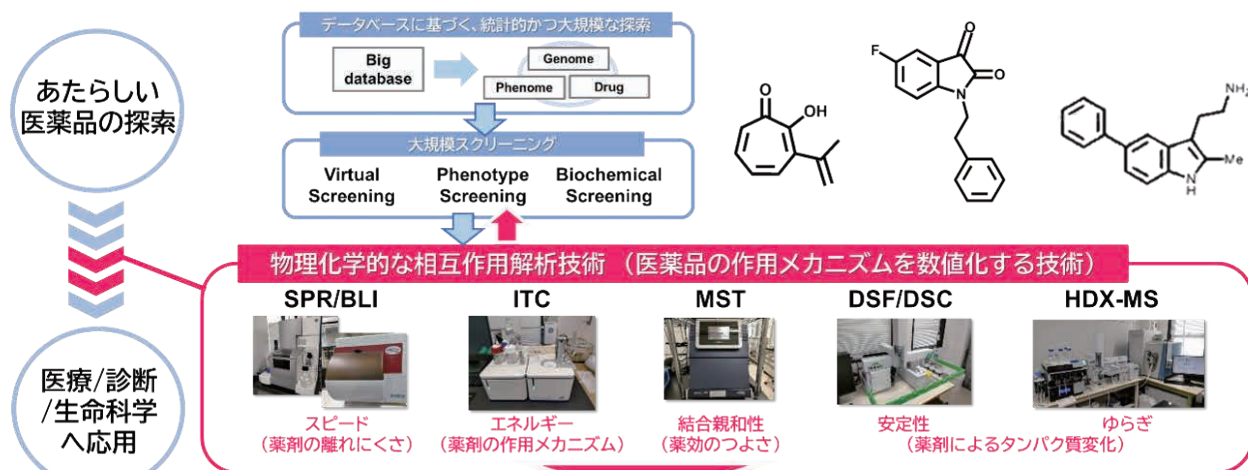 あたらしい
医薬品の探索
医療/診断
/生命科学
へ応用
データベースに基づく、統計的かつ大規模な探索
Big
database
Genome
Phenome
Drug
大規模スクリーニング
Virtual
Screening
Phenotype
Screening
Biochemical
Screening
O
OH
F
O
O
N
NH2
Me
N
H
物理化学的な相互作用解析技術 （医薬品の作用メカニズムを数値化する技術）
SPR/BLI
ITC
MST
DSF/DSC
HDX-MS
スピード
（薬剤の離れにくさ）
エネルギー
（薬剤の作用メカニズム）
結合親和性
（薬効のつよさ）
安定性
ゆらぎ
（薬剤によるタンパク質変化）